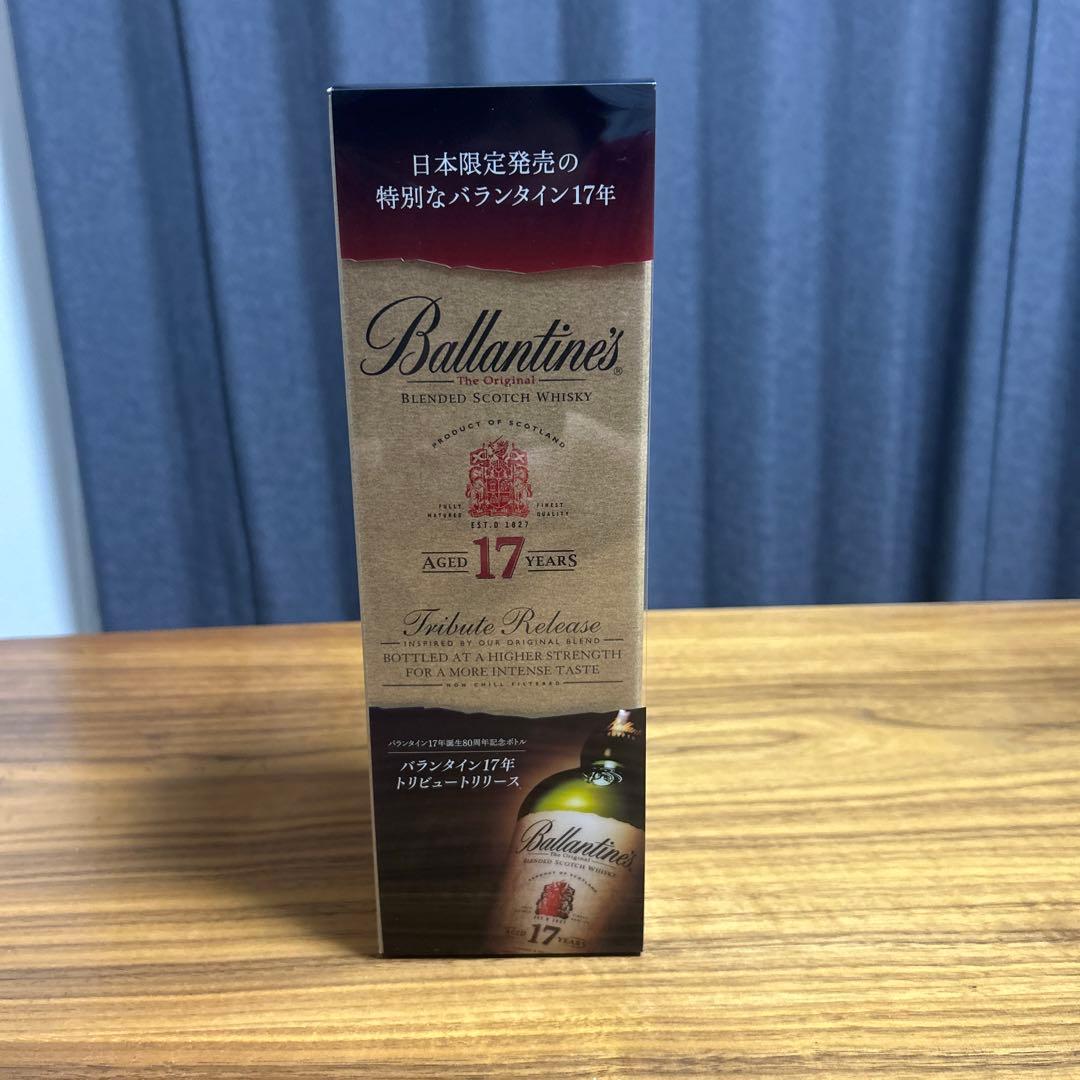 日本限定発売の
特別なバランタイン17年
Ballantine's®
The Original
BLENDED SCOTCH WHISKY
PRODUCT OF SCOTLAND
FULLY MATURED
FINEST QUALITY
EST.D 1827
AGED 17 YEARS
Tribute Release
INSPIRED BY OUR ORIGINAL BLEND
BOTTLED AT A HIGHER STRENGTH
FOR A MORE INTENSE TASTE
NON CHILL FILTERED
バランタイン17年誕生80周年記念ボトル
バランタイン17年
トリビュートリリース
Ballantine's
The Original
BLENDED SCOTCH WHISKY
PRODUCT OF SCOTLAND
AGED 17 YEARS